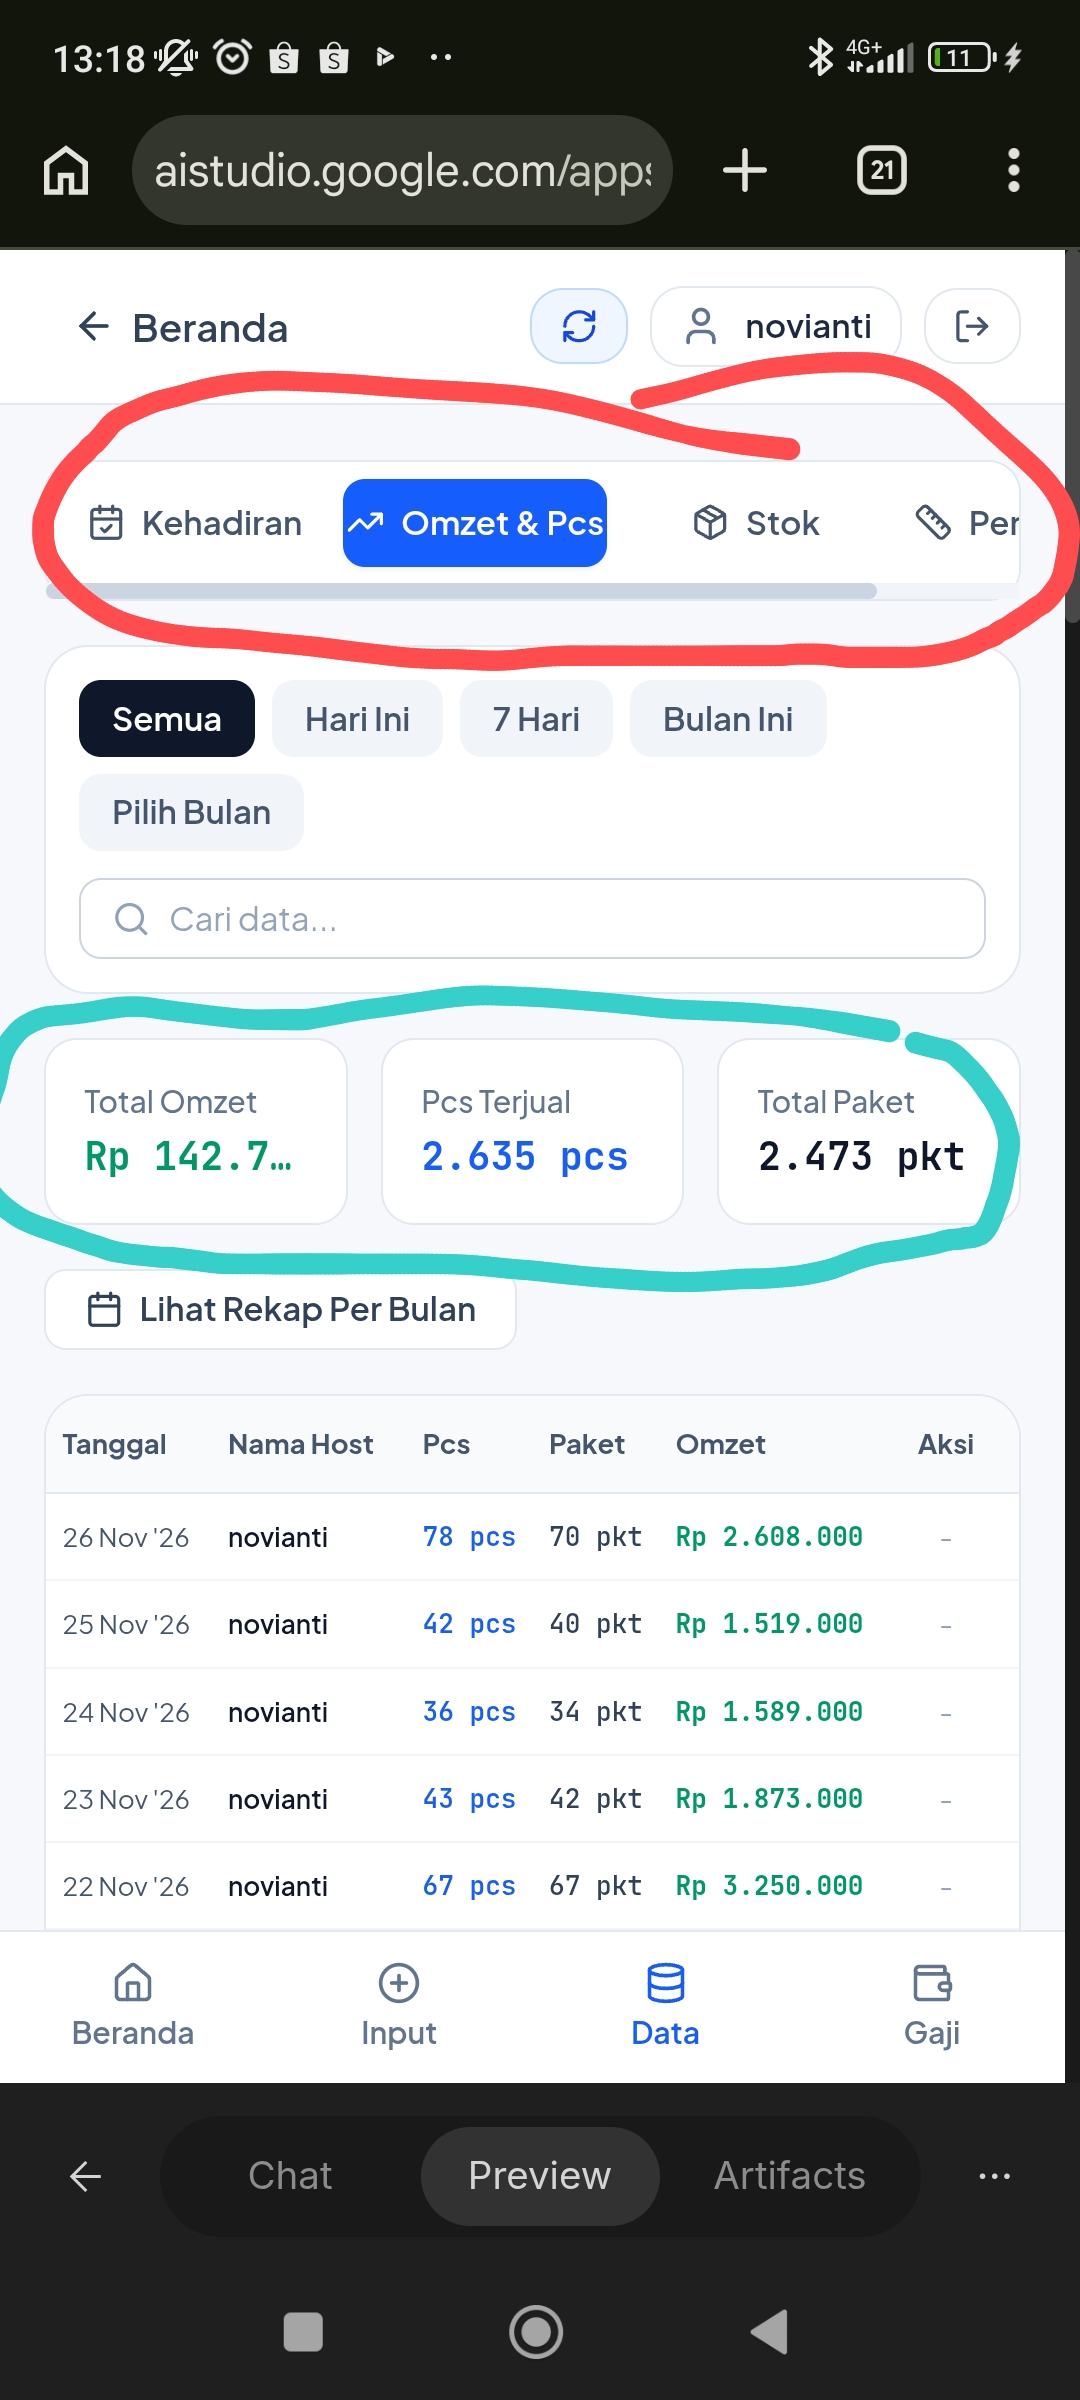 13:18 4G+ 11
aistudio.google.com/apps 21
Beranda novianti
Kehadiran Omzet & Pcs Stok Per
Semua Hari Ini 7 Hari Bulan Ini
Pilih Bulan
Cari data...
Total Omzet Pcs Terjual Total Paket
Rp 142.7… 2.635 pcs 2.473 pkt
Lihat Rekap Per Bulan
Tanggal Nama Host Pcs Paket Omzet Aksi
26 Nov '26 novianti 78 pcs 70 pkt Rp 2.608.000 -
25 Nov '26 novianti 42 pcs 40 pkt Rp 1.519.000 -
24 Nov '26 novianti 36 pcs 34 pkt Rp 1.589.000 -
23 Nov '26 novianti 43 pcs 42 pkt Rp 1.873.000 -
22 Nov '26 novianti 67 pcs 67 pkt Rp 3.250.000 -
Beranda Input Data Gaji
Chat Preview Artifacts